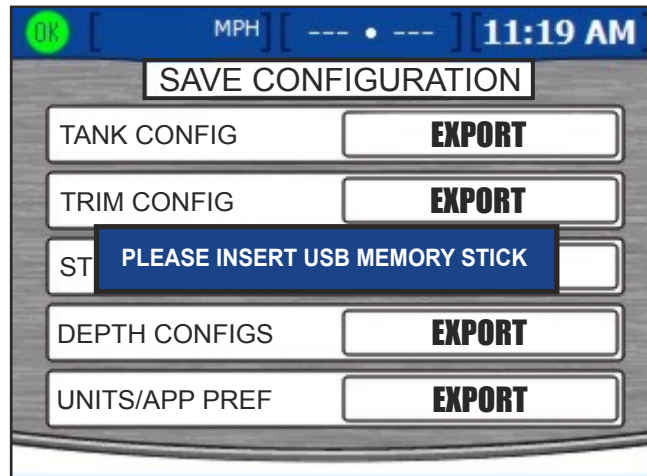 OK [ MPH ] [ --- • --- ] [ 11:19 AM ]
SAVE CONFIGURATION
TANK CONFIG EXPORT
TRIM CONFIG EXPORT
ST
PLEASE INSERT USB MEMORY STICK
DEPTH CONFIGS EXPORT
UNITS/APP PREF EXPORT